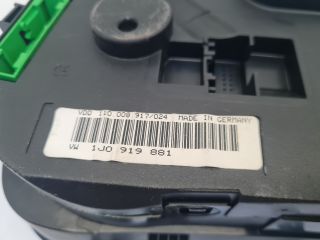 VDO 110.008.917/024 MADE IN GERMANY
VW 1J0 919 881